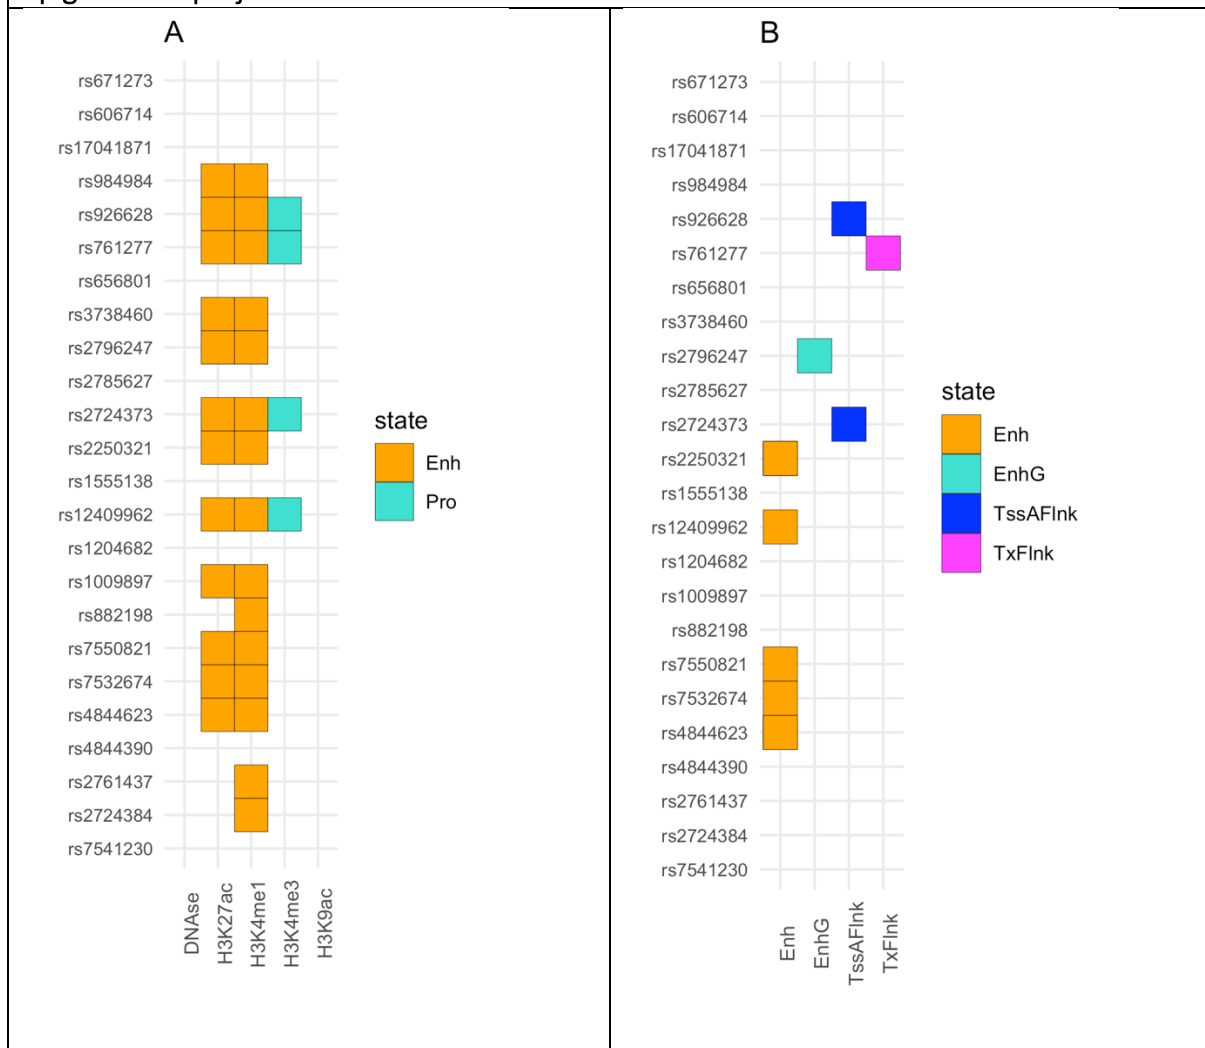 A
rs671273
rs606714
rs17041871
rs984984
rs926628
rs761277
rs656801
rs3738460
rs2796247
rs2785627
rs2724373
rs2250321
rs1555138
rs12409962
rs1204682
rs1009897
rs882198
rs7550821
rs7532674
rs4844623
rs4844390
rs2761437
rs2724384
rs7541230
DNAse
H3K27ac
H3K4me1
H3K4me3
H3K9ac
state
Enh
Pro
B
rs671273
rs606714
rs17041871
rs984984
rs926628
rs761277
rs656801
rs3738460
rs2796247
rs2785627
rs2724373
rs2250321
rs1555138
rs12409962
rs1204682
rs1009897
rs882198
rs7550821
rs7532674
rs4844623
rs4844390
rs2761437
rs2724384
rs7541230
Enh
EnhG
TssAFlnk
TxFlnk
state
Enh
EnhG
TssAFlnk
TxFlnk